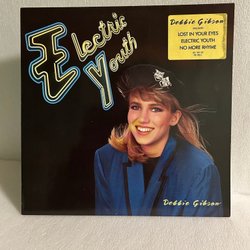 Electric
Youth
Debbie Gibson
LOST IN YOUR EYES
ELECTRIC YOUTH
NO MORE RHYME
Debbie Gibson